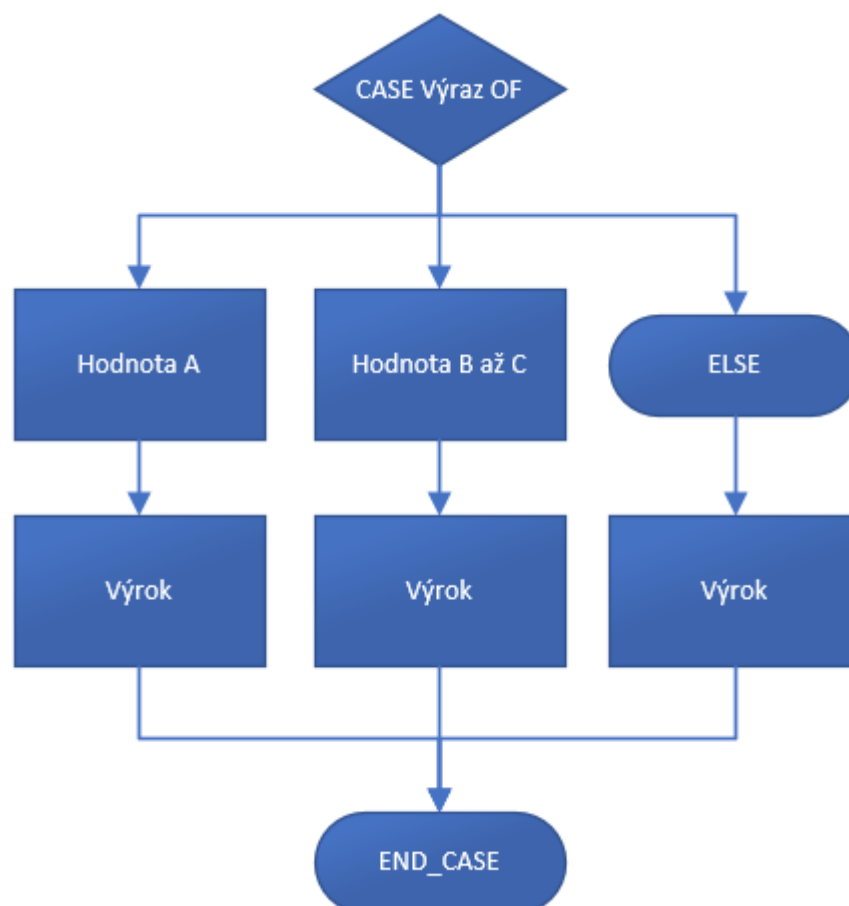 CASE Výraz OF
Hodnota A
Hodnota B až C
ELSE
Výrok
Výrok
Výrok
END_CASE